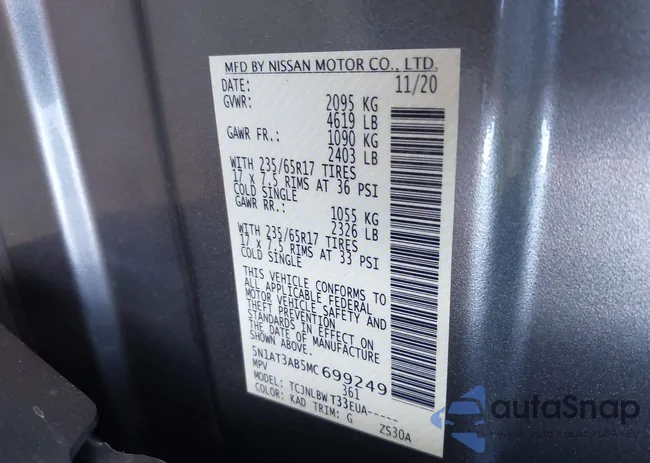 MFD BY NISSAN MOTOR CO., LTD.
DATE: 11/20
GVWR: 2095 KG
4619 LB
GAWR FR.: 1090 KG
2403 LB
WITH 235/65R17 TIRES
17 x 7.5 RIMS AT 36 PSI
COLD SINGLE
GAWR RR.: 1055 KG
2326 LB
WITH 235/65R17 TIRES
17 x 7.5 RIMS AT 33 PSI
COLD SINGLE
THIS VEHICLE CONFORMS TO
ALL APPLICABLE FEDERAL
MOTOR VEHICLE SAFETY AND
THEFT PREVENTION
STANDARDS IN EFFECT ON
THE DATE OF MANUFACTURE
5N1AT3AB5MC 699249
MPV 361
MODEL: TCJNLBW T33EUA-----
COLOR: KAD TRIM: G ZS30A
autoSnap